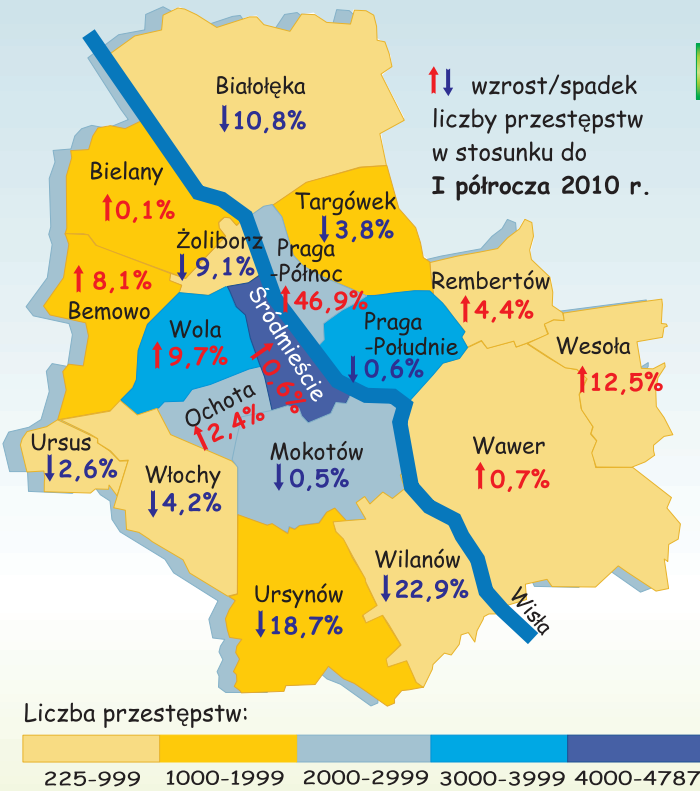 Białołęka
↓10,8%
↑↓ wzrost/spadek
liczby przestępstw
w stosunku do
I półrocza 2010 r.
Bielany
↑0,1%
Targówek
↓3,8%
Żoliborz
↓9,1%
Praga
-Północ
↑46,9%
↑8,1%
Bemowo
Rembertów
↑4,4%
Wola
↑9,7%
Śródmieście
↑0,6%
Praga
-Południe
↓0,6%
Wesoła
↑12,5%
Ochota
↑2,4%
Ursus
↓2,6%
Włochy
↓4,2%
Mokotów
↓0,5%
Wawer
↑0,7%
Wilanów
↓22,9%
Ursynów
↓18,7%
Wisła
Liczba przestępstw:
225-999 1000-1999 2000-2999 3000-3999 4000-4787